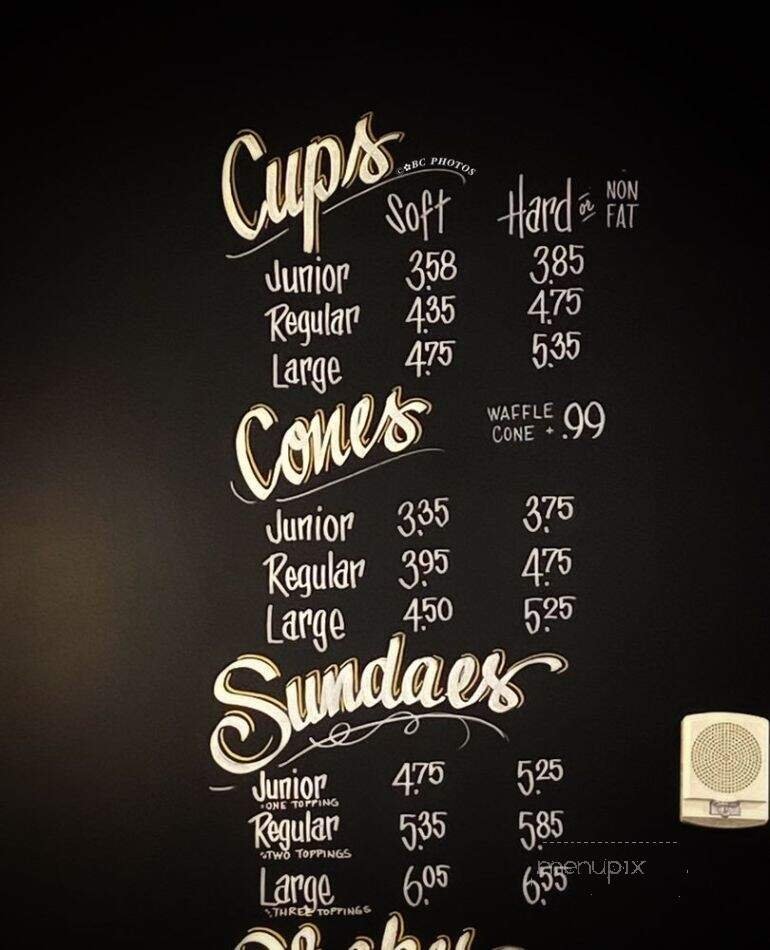 Cups
©✿BC PHOTOS
Soft Hard or NON FAT
Junior 3.58 3.85
Regular 4.35 4.75
Large 4.75 5.35
Cones
WAFFLE CONE + .99
Junior 3.35 3.75
Regular 3.95 4.75
Large 4.50 5.25
Sundaes
Junior 4.75 5.25
•ONE TOPPING
Regular 5.35 5.85
•TWO TOPPINGS
menupix
Large 6.05 6.55
•THREE TOPPINGS